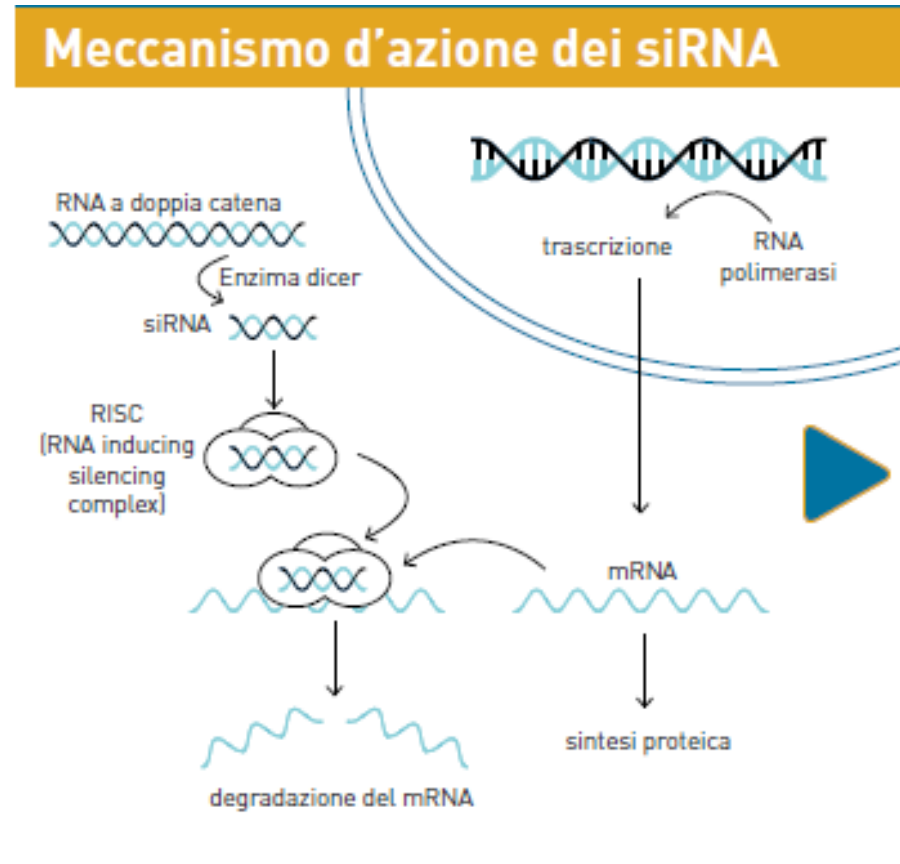 Meccanismo d'azione dei siRNA
RNA a doppia catena
Enzima dicer
siRNA
RISC
(RNA inducing
silencing
complex)
trascrizione
RNA
polimerasi
mRNA
sintesi proteica
degradazione del mRNA